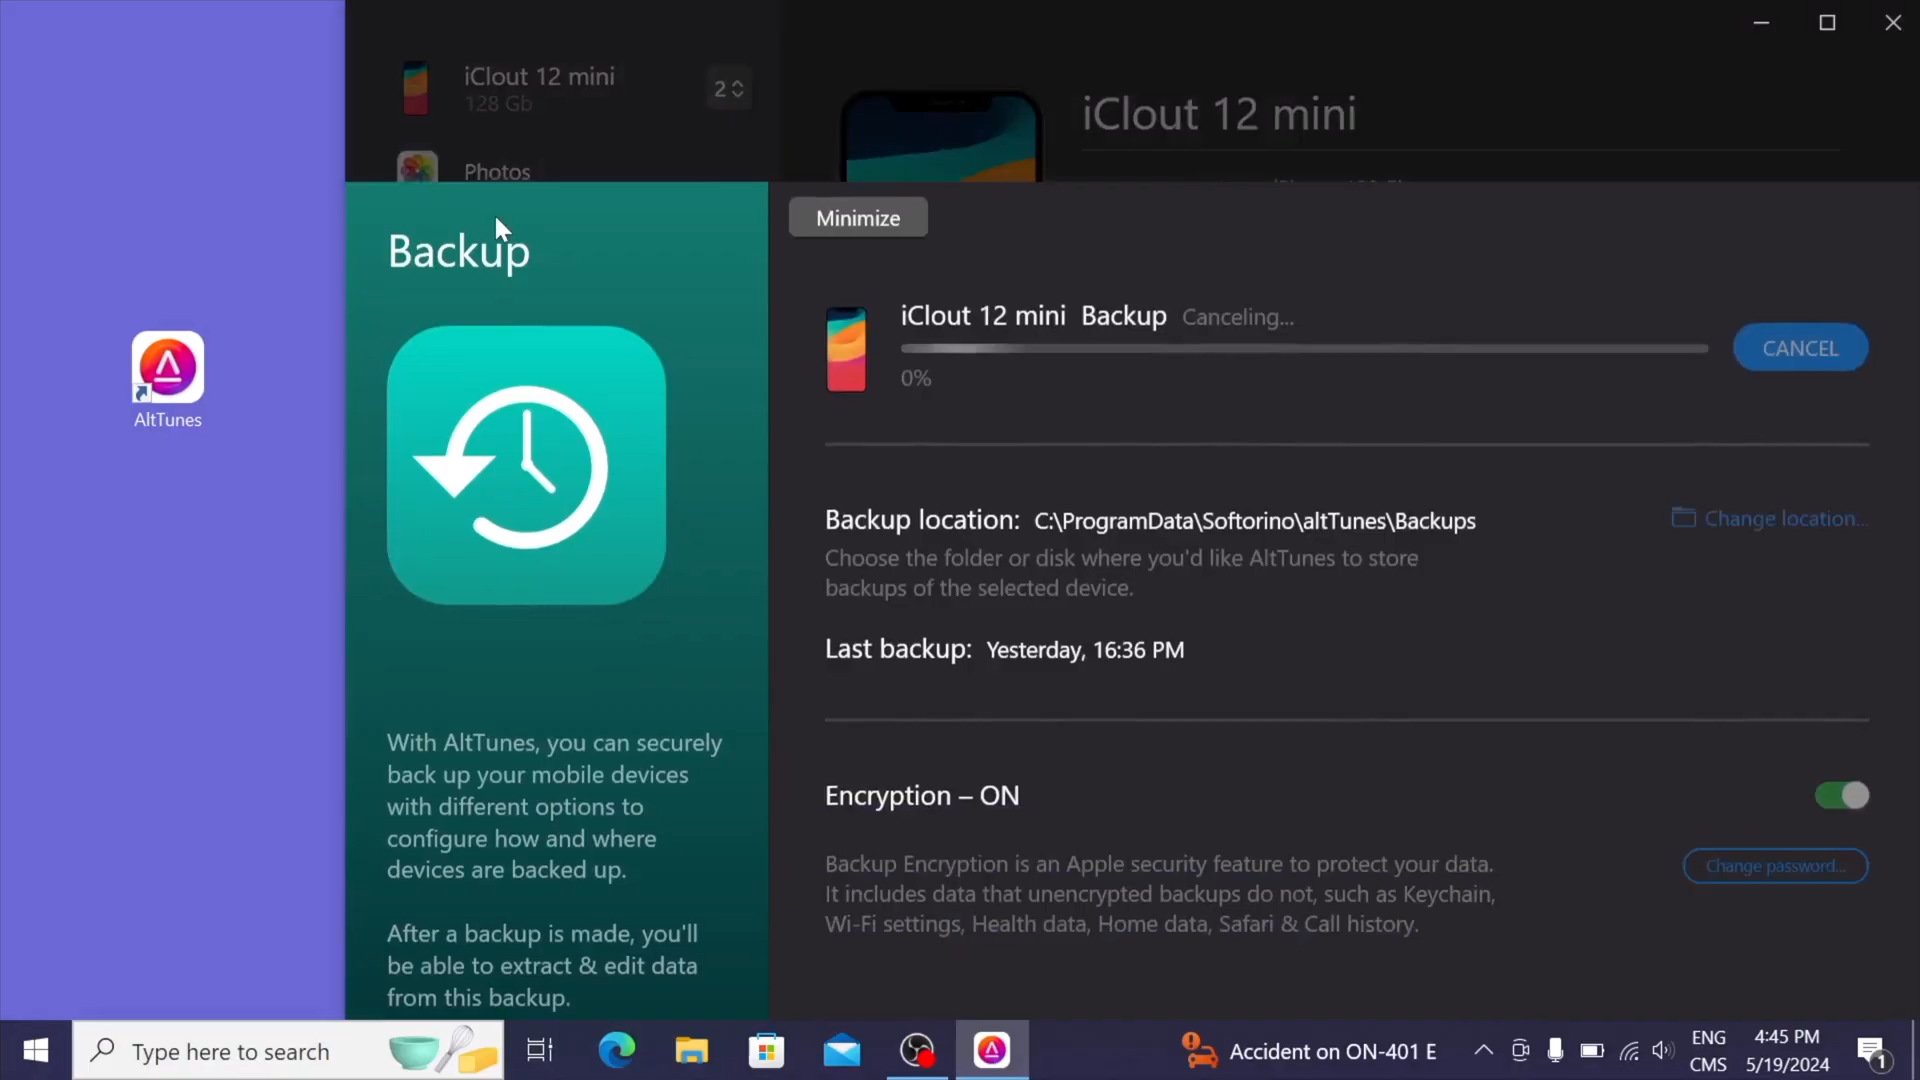 iClout 12 mini
128 Gb
2
Photos
iClout 12 mini
Minimize
Backup
iClout 12 mini Backup Canceling...
CANCEL
0%
AltTunes
Backup location: C:\ProgramData\Softorino\altTunes\Backups
Change location...
Choose the folder or disk where you'd like AltTunes to store
backups of the selected device.
Last backup: Yesterday, 16:36 PM
With AltTunes, you can securely
back up your mobile devices
with different options to
configure how and where
devices are backed up.
After a backup is made, you'll
be able to extract & edit data
from this backup.
Encryption – ON
Backup Encryption is an Apple security feature to protect your data.
It includes data that unencrypted backups do not, such as Keychain,
Wi-Fi settings, Health data, Home data, Safari & Call history.
Change password...
Type here to search
Accident on ON-401 E
ENG
CMS
4:45 PM
5/19/2024
1